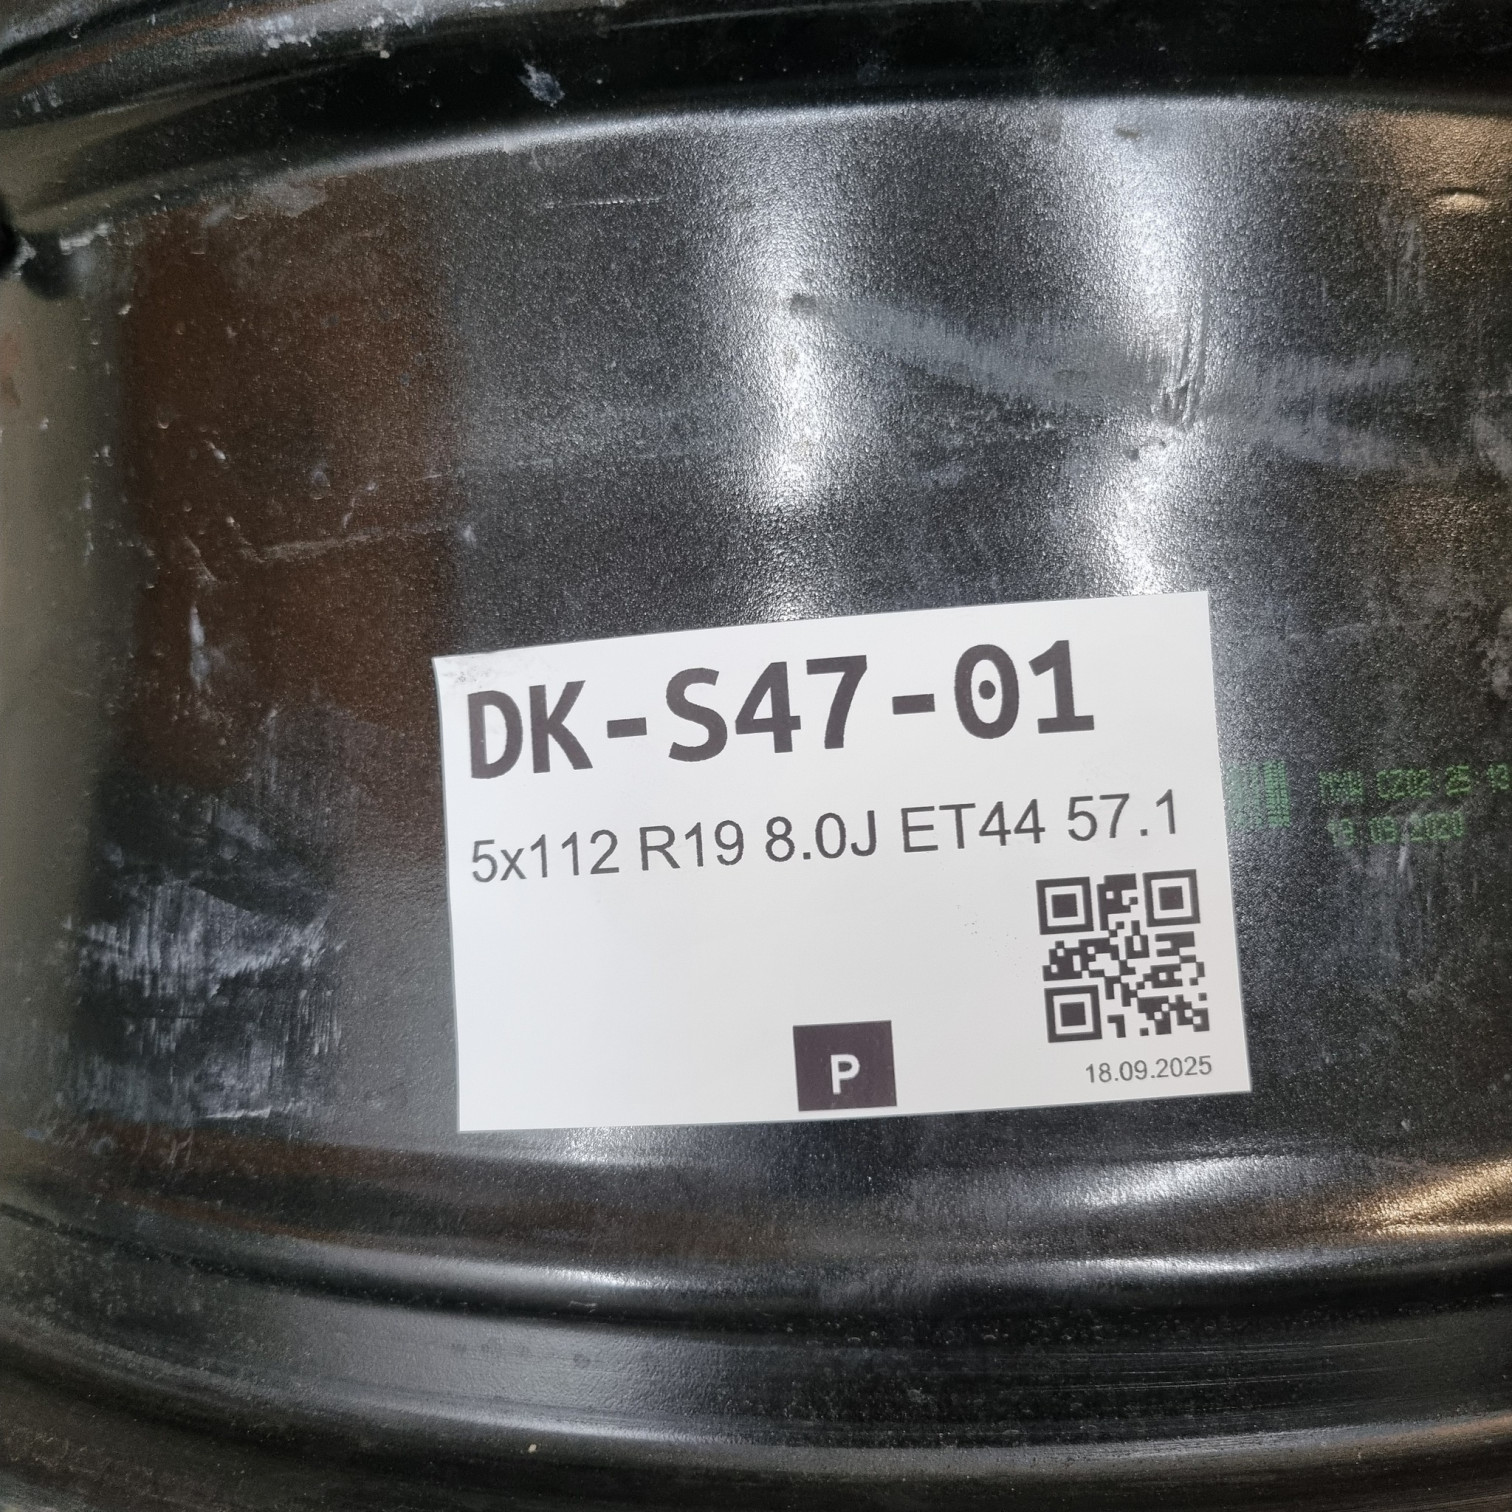 DK-S47-01
5x112 R19 8.0J ET44 57.1
P
18.09.2025